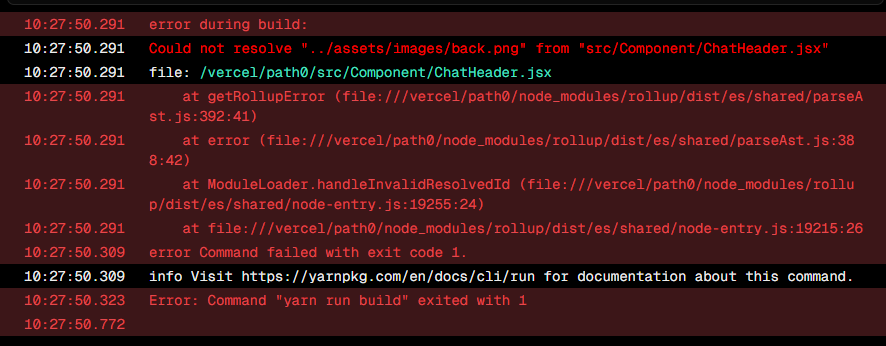 10:27:50.291 error during build:
10:27:50.291 Could not resolve "../assets/images/back.png" from "src/Component/ChatHeader.jsx"
10:27:50.291 file: /vercel/path0/src/Component/ChatHeader.jsx
10:27:50.291 at getRollupError (file:///vercel/path0/node_modules/rollup/dist/es/shared/parseA
st.js:392:41)
10:27:50.291 at error (file:///vercel/path0/node_modules/rollup/dist/es/shared/parseAst.js:38
8:42)
10:27:50.291 at ModuleLoader.handleInvalidResolvedId (file:///vercel/path0/node_modules/rollu
p/dist/es/shared/node-entry.js:19255:24)
10:27:50.291 at file:///vercel/path0/node_modules/rollup/dist/es/shared/node-entry.js:19215:26
10:27:50.309 error Command failed with exit code 1.
10:27:50.309 info Visit https://yarnpkg.com/en/docs/cli/run for documentation about this command.
10:27:50.323 Error: Command "yarn run build" exited with 1
10:27:50.772